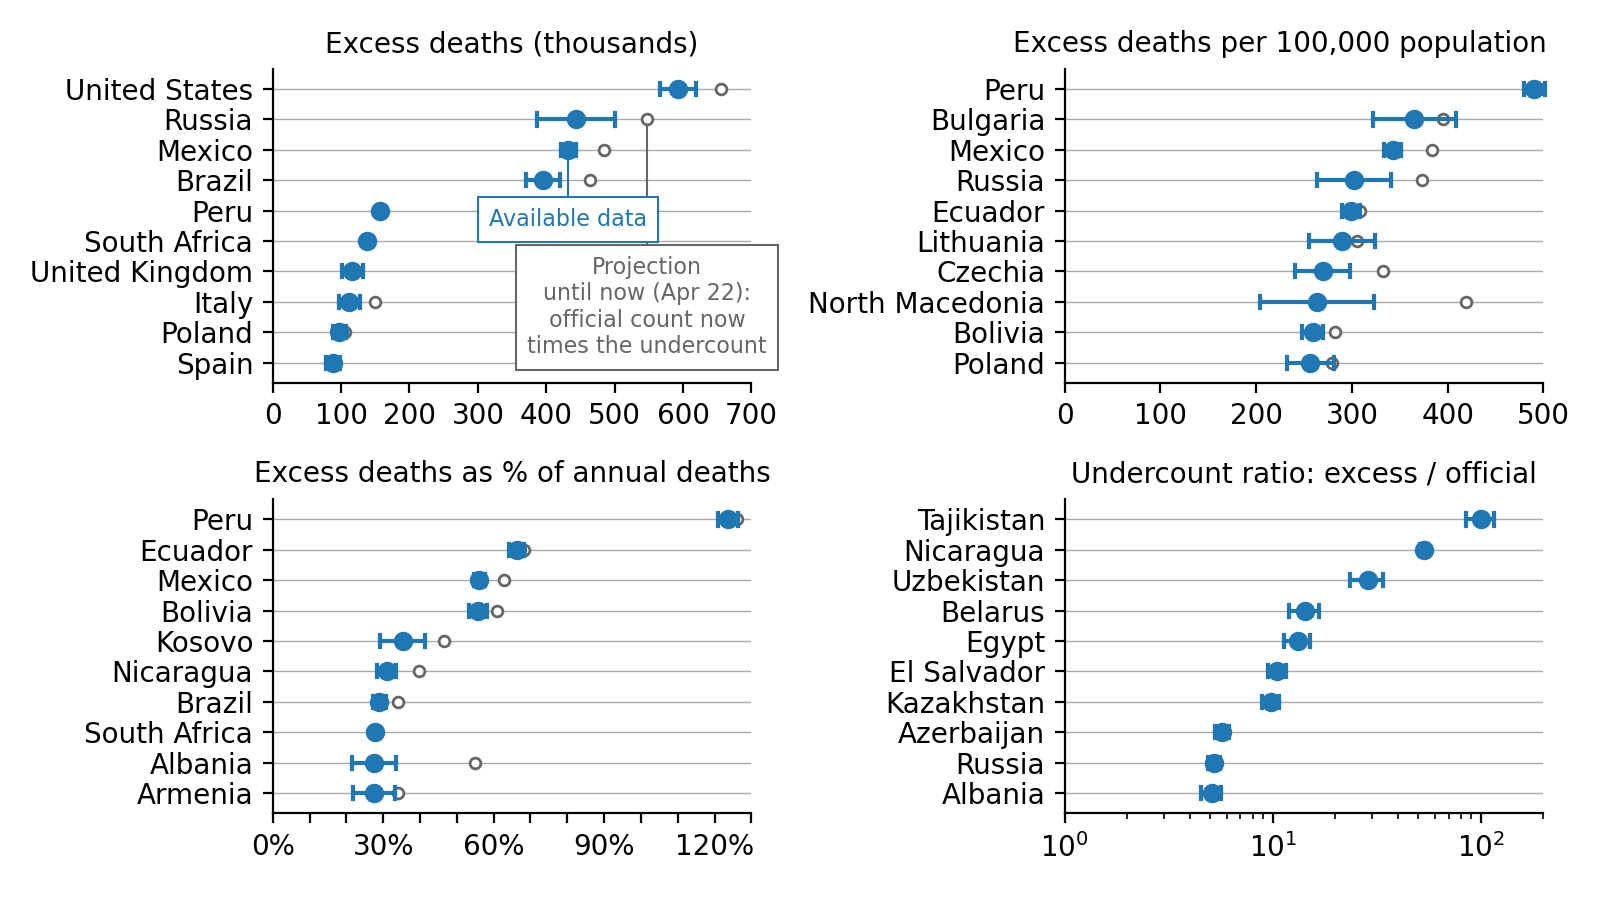 Excess deaths (thousands)
United States
Russia
Mexico
Brazil
Peru
South Africa
United Kingdom
Italy
Poland
Spain
Available data
Projection
until now (Apr 22):
official count now
times the undercount
0 100 200 300 400 500 600 700
Excess deaths per 100,000 population
Peru
Bulgaria
Mexico
Russia
Ecuador
Lithuania
Czechia
North Macedonia
Bolivia
Poland
0 100 200 300 400 500
Excess deaths as % of annual deaths
Peru
Ecuador
Mexico
Bolivia
Kosovo
Nicaragua
Brazil
South Africa
Albania
Armenia
0% 30% 60% 90% 120%
Undercount ratio: excess / official
Tajikistan
Nicaragua
Uzbekistan
Belarus
Egypt
El Salvador
Kazakhstan
Azerbaijan
Russia
Albania
10⁰ 10¹ 10²